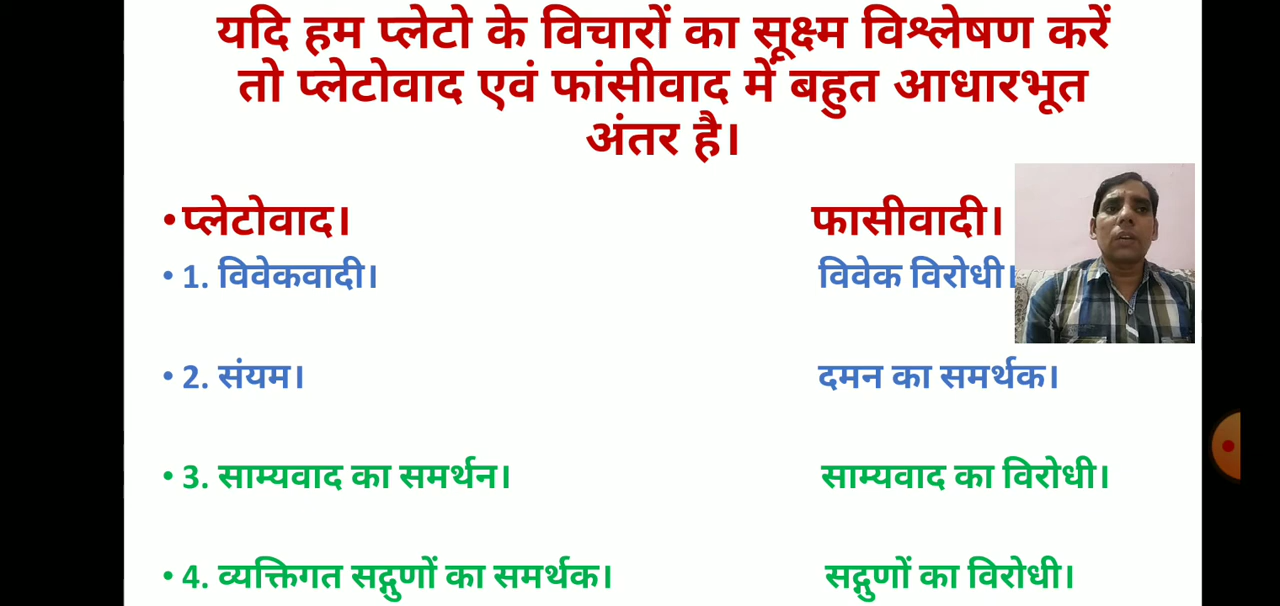 यदि हम प्लेटो के विचारों का सूक्ष्म विश्लेषण करें
तो प्लेटोवाद एवं फांसीवाद में बहुत आधारभूत
अंतर है।
• प्लेटोवाद। फासीवादी।
• 1. विवेकवादी। विवेक विरोधी।
• 2. संयम। दमन का समर्थक।
• 3. साम्यवाद का समर्थन। साम्यवाद का विरोधी।
• 4. व्यक्तिगत सद्गुणों का समर्थक। सद्गुणों का विरोधी।